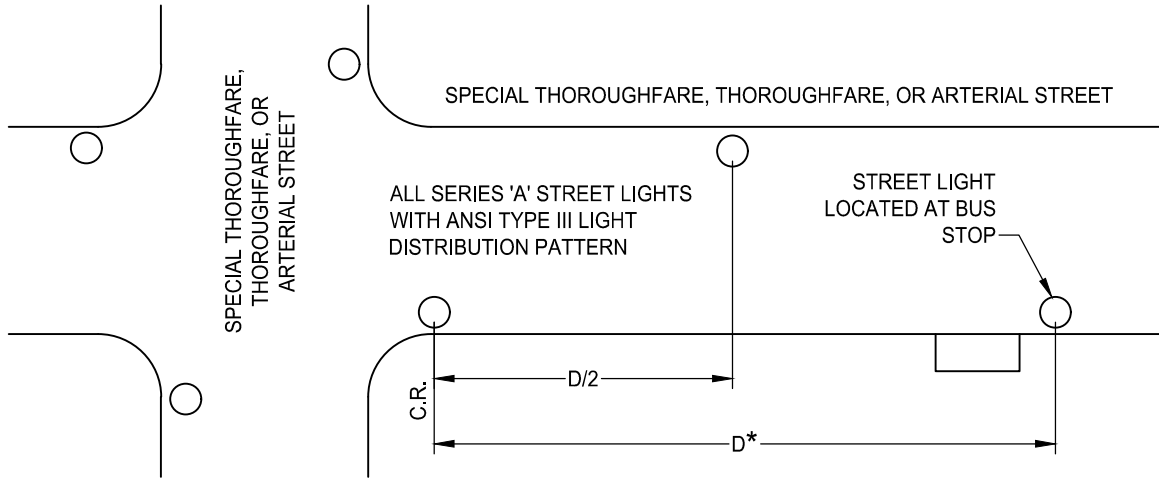 SPECIAL THOROUGHFARE,
THOROUGHFARE, OR
ARTERIAL STREET
SPECIAL THOROUGHFARE, THOROUGHFARE, OR ARTERIAL STREET
ALL SERIES 'A' STREET LIGHTS
WITH ANSI TYPE III LIGHT
DISTRIBUTION PATTERN
STREET LIGHT
LOCATED AT BUS
STOP
C.R.
D/2
D*